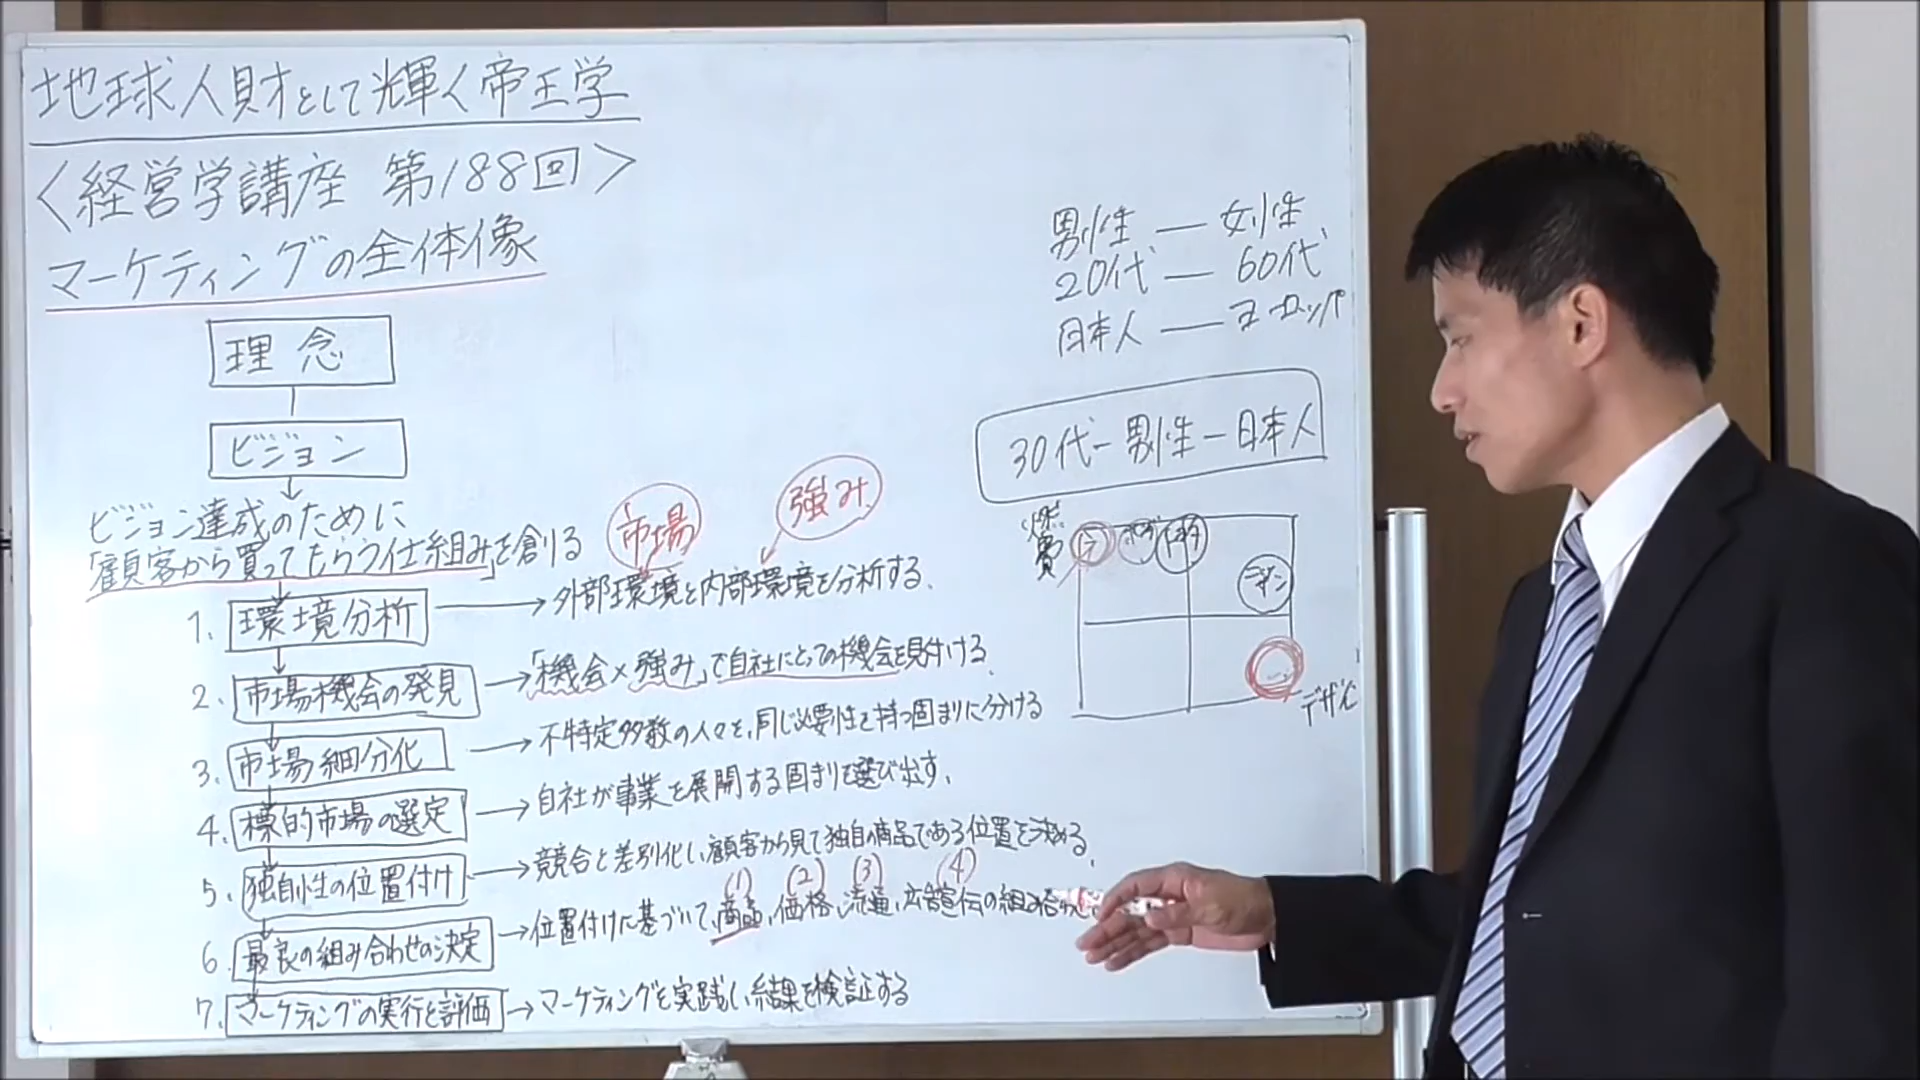 地球人財として輝く帝王学
<経営学講座 第188回>
マーケティングの全体像
理念
ビジョン
ビジョン達成のために
「顧客から買ってもらう仕組み」を創る
市場
強み
1. 環境分析 → 外部環境と内部環境を分析する.
2. 市場機会の発見 → 「機会×強み」で自社にとっての機会を見付ける.
3. 市場細分化 → 不特定多数の人々を、同じ必要性を持つ固まりに分ける
4. 標的市場の選定 → 自社が事業を展開する固まりを選び出す.
5. 独自性の位置付け → 競合と差別化し、顧客から見て独自の商品である位置を決める.
(1) (2) (3) (4)
6. 最良の組み合わせの決定 → 位置付けに基づいて、商品、価格、流通、広告宣伝の組み合わせ
7. マーケティングの実行と評価 → マーケティングを実践し、結果を検証する
男性 — 女性
20代 — 60代
日本人 — ヨーロッパ
30代 - 男性 - 日本人
燃費
デザイン